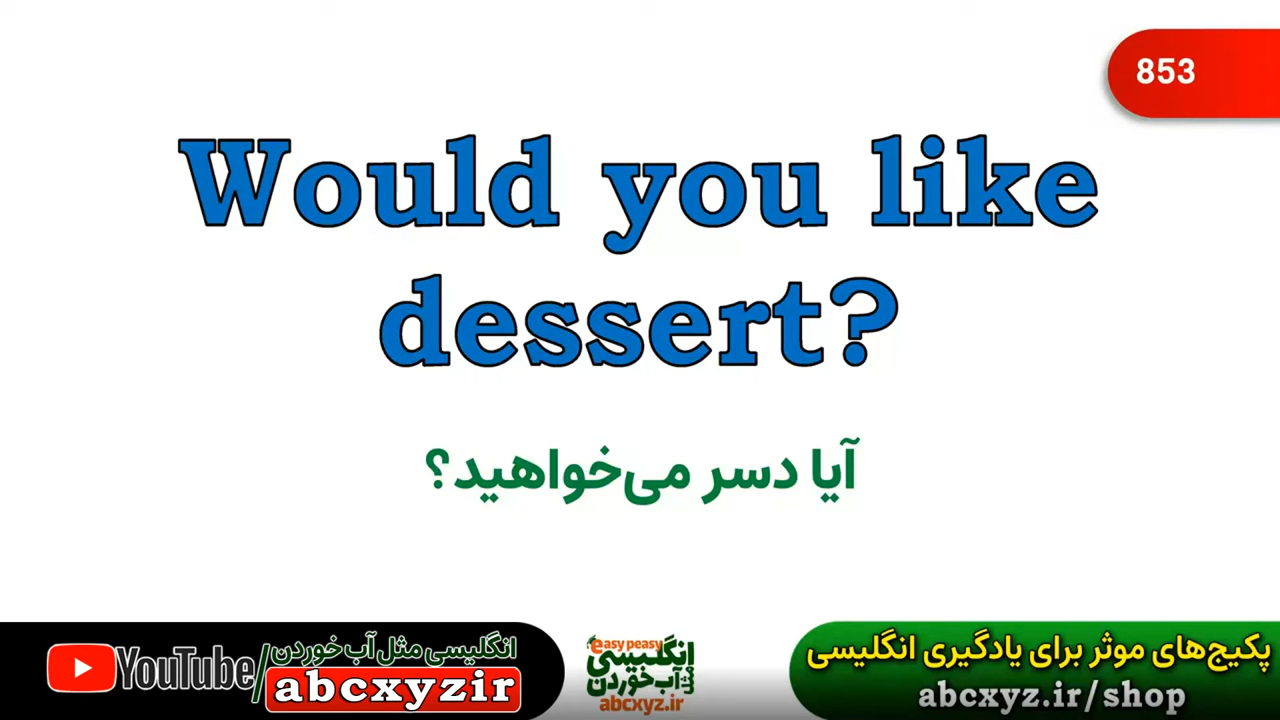 853
Would you like
dessert?
آیا دسر می‌خواهید؟
YouTube/
انگلیسی مثل آب خوردن
abcxyzir
easy peasy
انگلیسی
مثل آب خوردن
abcxyz.ir
پکیج‌های موثر برای یادگیری انگلیسی
abcxyz.ir/shop